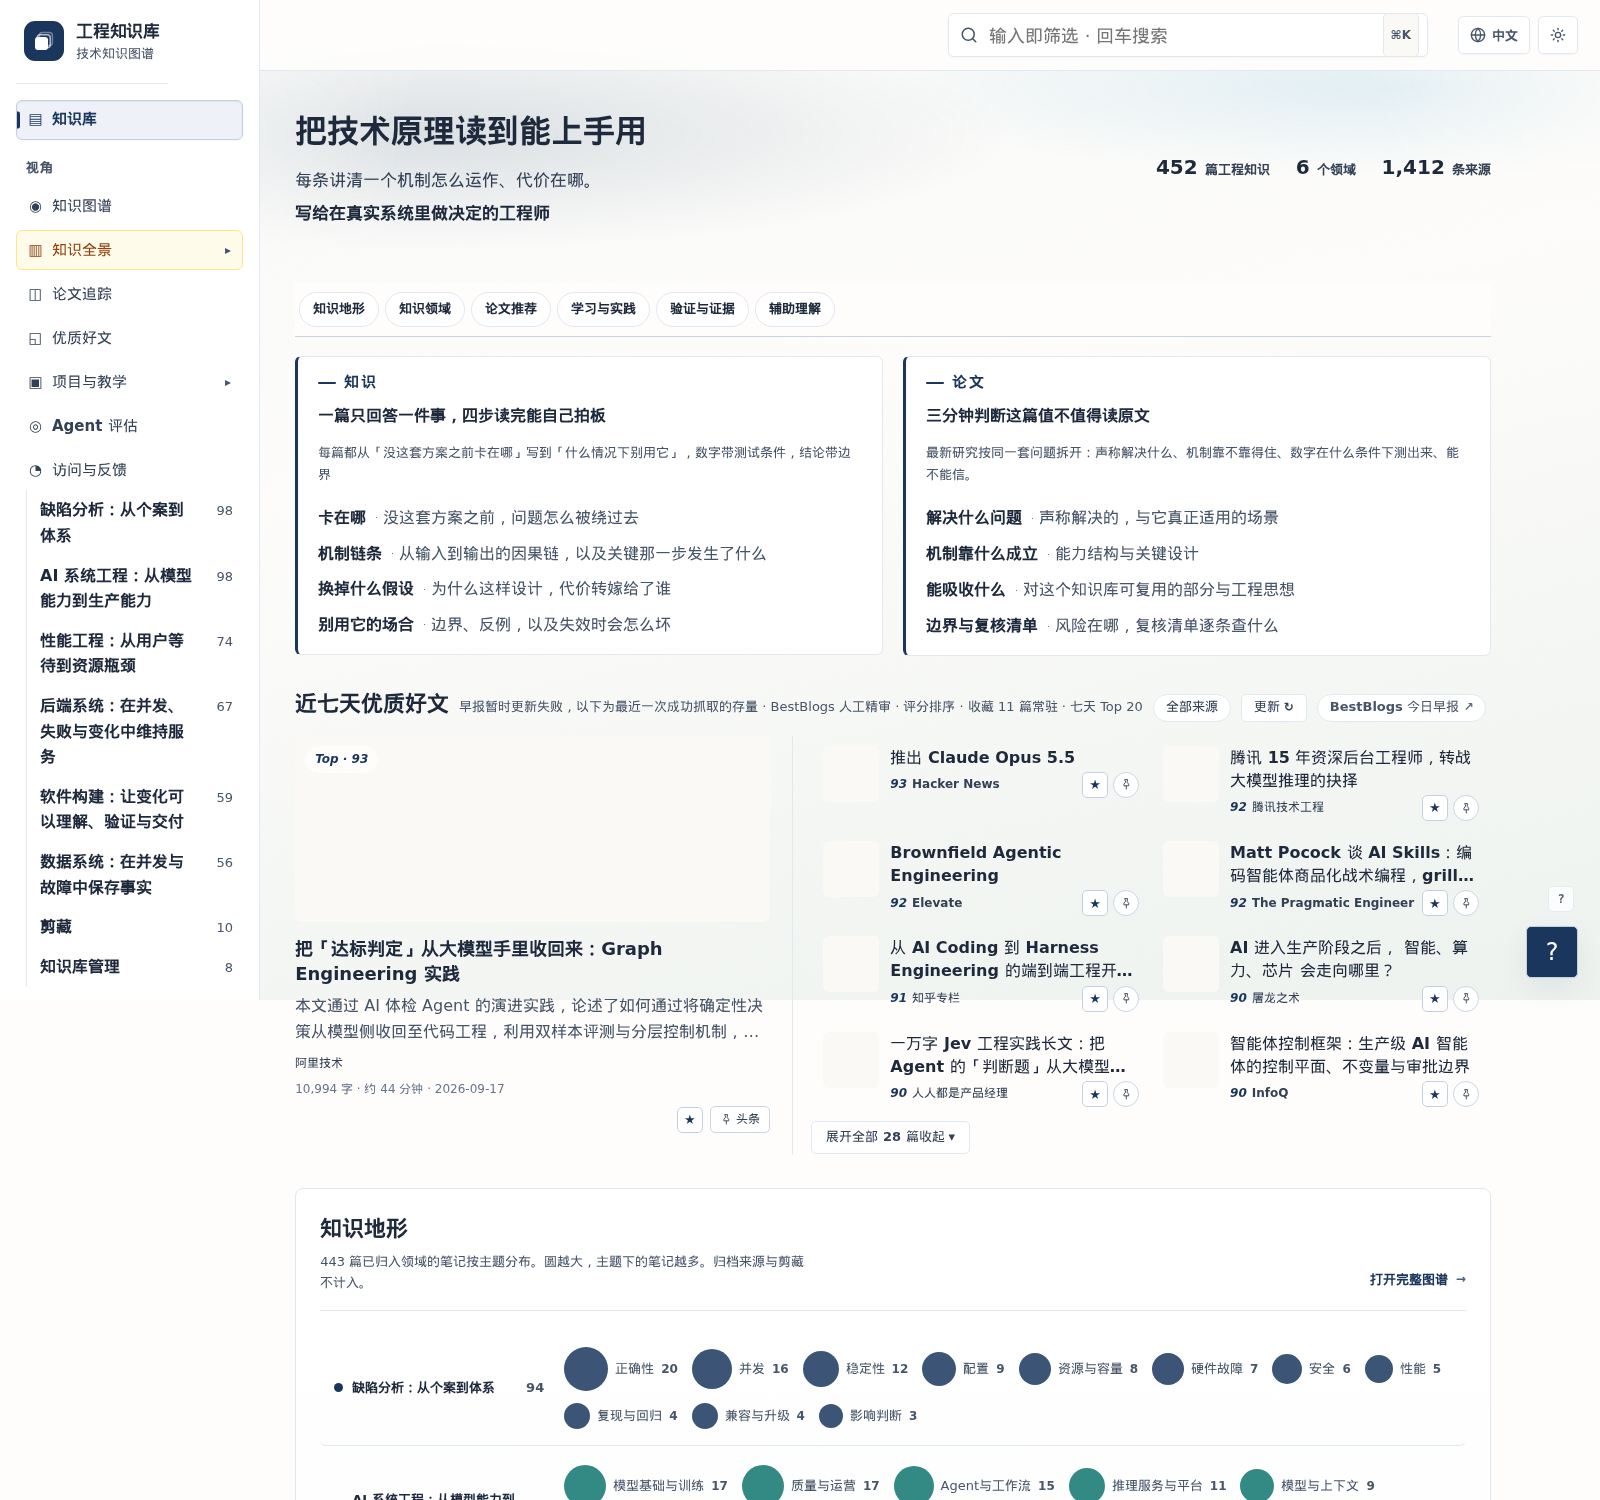 工程知识库
技术知识图谱
输入即筛选 · 回车搜索
⌘K
中文
知识库
视角
知识图谱
知识全景
论文追踪
优质好文
项目与教学
Agent 评估
访问与反馈
缺陷分析：从个案到
体系
98
AI 系统工程：从模型
能力到生产能力
98
性能工程：从用户等
待到资源瓶颈
74
后端系统：在并发、
失败与变化中维持服
务
67
软件构建：让变化可
以理解、验证与交付
59
数据系统：在并发与
故障中保存事实
56
剪藏
10
知识库管理
8
把技术原理读到能上手用
每条讲清一个机制怎么运作、代价在哪。
写给在真实系统里做决定的工程师
452 篇工程知识 6 个领域 1,412 条来源
知识地形
知识领域
论文推荐
学习与实践
验证与证据
辅助理解
知识
一篇只回答一件事，四步读完能自己拍板
每篇都从「没这套方案之前卡在哪」写到「什么情况下别用它」，数字带测试条件，结论带边
界
卡在哪 · 没这套方案之前，问题怎么被绕过去
机制链条 · 从输入到输出的因果链，以及关键那一步发生了什么
换掉什么假设 · 为什么这样设计，代价转嫁给了谁
别用它的场合 · 边界、反例，以及失效时会怎么坏
论文
三分钟判断这篇值不值得读原文
最新研究按同一套问题拆开：声称解决什么、机制靠不靠得住、数字在什么条件下测出来、能
不能信。
解决什么问题 · 声称解决的，与它真正适用的场景
机制靠什么成立 · 能力结构与关键设计
能吸收什么 · 对这个知识库可复用的部分与工程思想
边界与复核清单 · 风险在哪，复核清单逐条查什么
近七天优质好文
早报暂时更新失败，以下为最近一次成功抓取的存量 · BestBlogs 人工精审 · 评分排序 · 收藏 11 篇常驻 · 七天 Top 20
全部来源
更新 ↻
BestBlogs 今日早报 ↗
Top · 93
把「达标判定」从大模型手里收回来：Graph
Engineering 实践
本文通过 AI 体检 Agent 的演进实践，论述了如何通过将确定性决
策从模型侧收回至代码工程，利用双样本评测与分层控制机制，…
阿里技术
10,994 字 · 约 44 分钟 · 2026-09-17
★
头条
推出 Claude Opus 5.5
93 Hacker News
★
腾讯 15 年资深后台工程师，转战
大模型推理的抉择
92 腾讯技术工程
★
Brownfield Agentic
Engineering
92 Elevate
★
Matt Pocock 谈 AI Skills：编
码智能体商品化战术编程，grill…
92 The Pragmatic Engineer
★
从 AI Coding 到 Harness
Engineering 的端到端工程开…
91 知乎专栏
★
AI 进入生产阶段之后， 智能、算
力、芯片 会走向哪里？
90 屠龙之术
★
一万字 Jev 工程实践长文：把
Agent 的「判断题」从大模型…
90 人人都是产品经理
★
智能体控制框架：生产级 AI 智能
体的控制平面、不变量与审批边界
90 InfoQ
★
展开全部 28 篇收起 ▾
?
?
知识地形
443 篇已归入领域的笔记按主题分布。圆越大，主题下的笔记越多。归档来源与剪藏
不计入。
打开完整图谱 →
缺陷分析：从个案到体系 94
正确性 20 并发 16 稳定性 12 配置 9 资源与容量 8 硬件故障 7 安全 6 性能 5
复现与回归 4 兼容与升级 4 影响判断 3
AI 系统工程：从模型能力到
模型基础与训练 17 质量与运营 17 Agent与工作流 15 推理服务与平台 11 模型与上下文 9